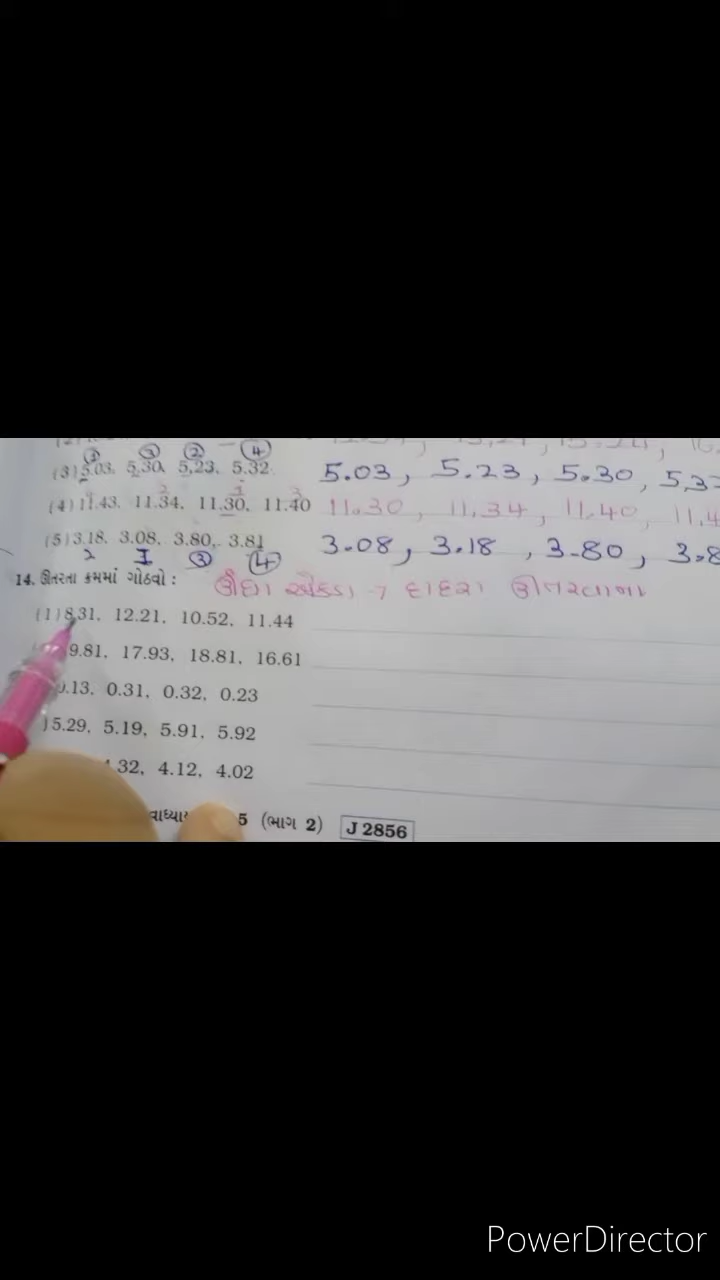 (3) 5.03, 5.30, 5.23, 5.32 5.03, 5.23, 5.30,
(4) 11.43, 11.34, 11.30, 11.40 11.30, 11.34, 11.40,
(5) 3.18, 3.08, 3.80, 3.81 3.08, 3.18, 3.80,
14. ઊતરતા ક્રમમાં ગોઠવો :
(1) 8.31, 12.21, 10.52, 11.44
9.81, 17.93, 18.81, 16.61
0.31, 0.32, 0.23
5.29, 5.19, 5.91, 5.92
4.12, 4.02
5 (ભાગ 2) J 2856
PowerDirector